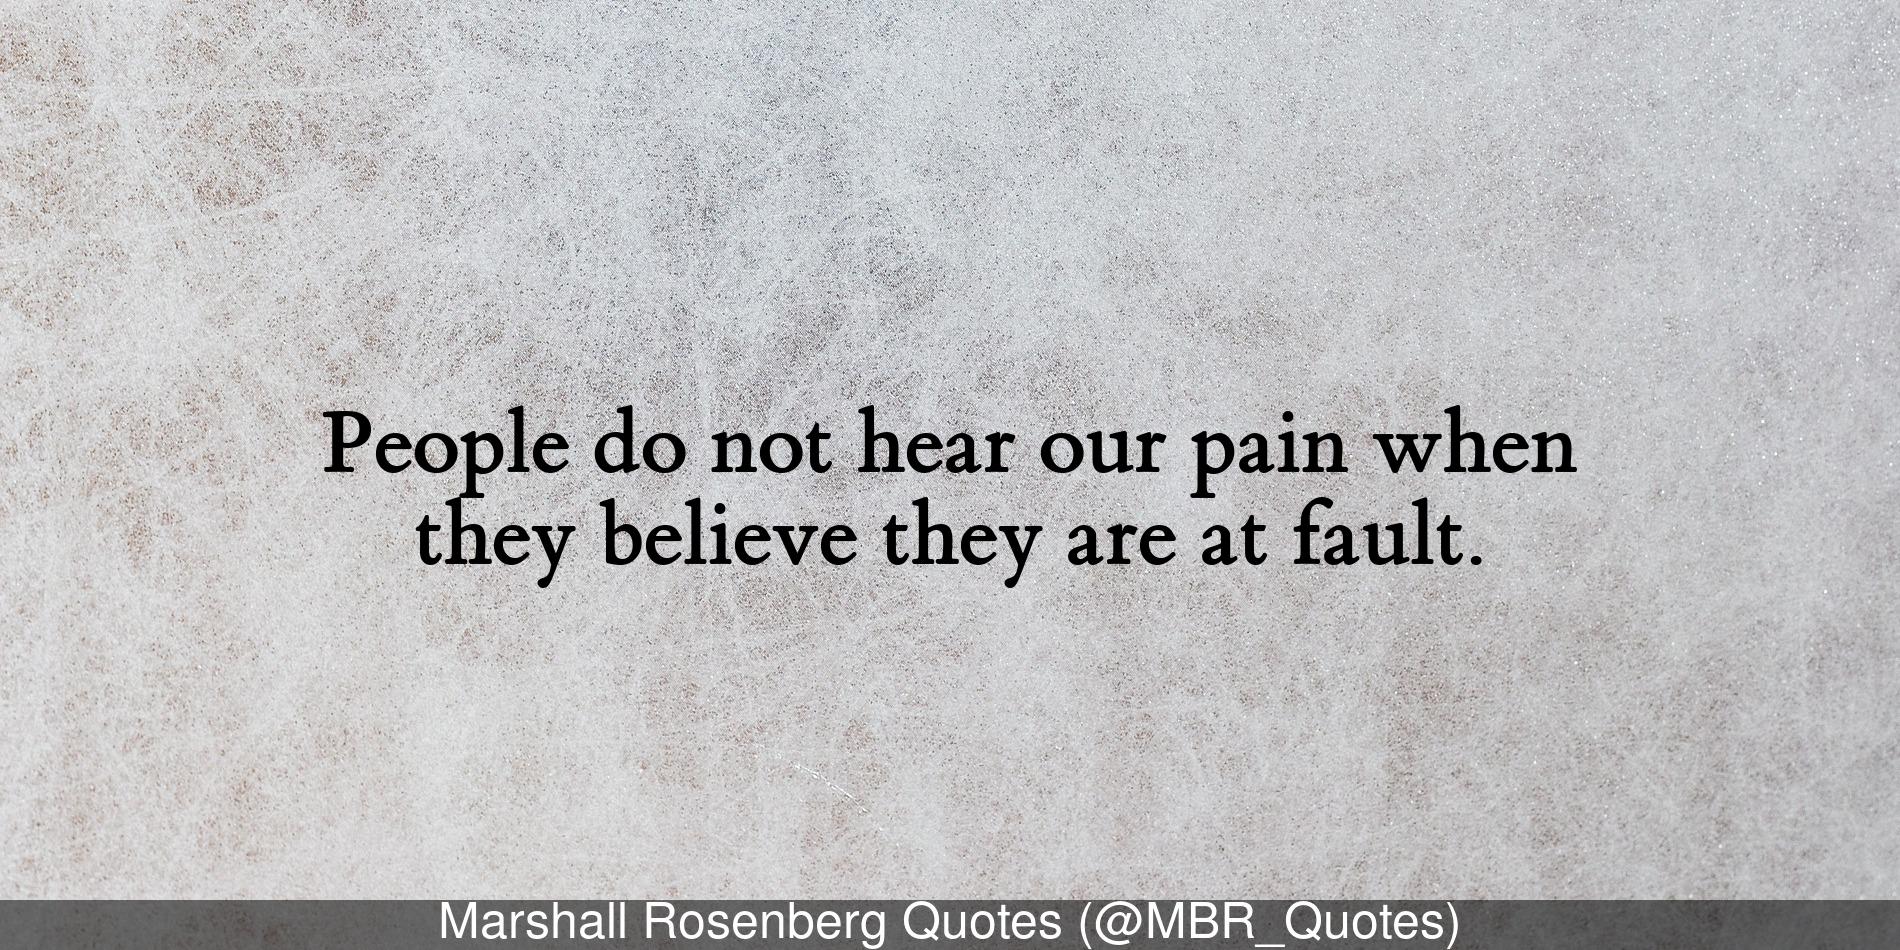 People do not hear our pain when
they believe they are at fault.
Marshall Rosenberg Quotes (@MBR_Quotes)